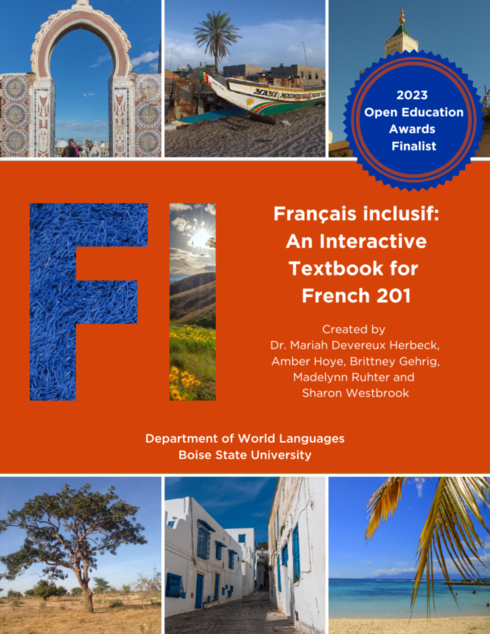 2023
Open Education
Awards
Finalist
FI
Français inclusif:
An Interactive
Textbook for
French 201
Created by
Dr. Mariah Devereux Herbeck,
Amber Hoye, Brittney Gehrig,
Madelynn Ruhter and
Sharon Westbrook
Department of World Languages
Boise State University